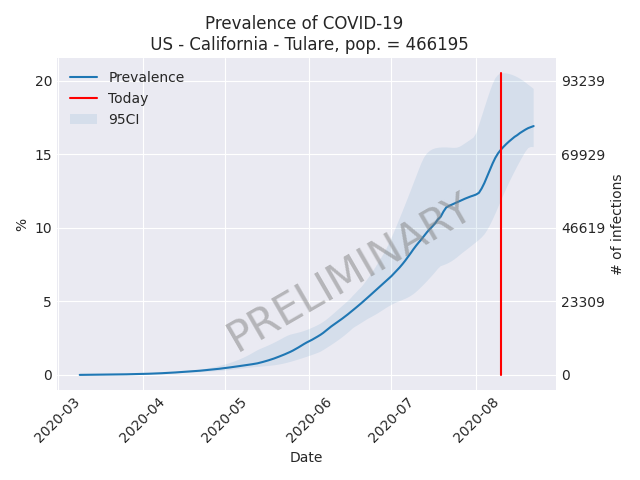 Prevalence of COVID-19
US - California - Tulare, pop. = 466195
Prevalence
Today
95CI
20
15
10
5
0
%
93239
69929
46619
23309
0
# of infections
PRELIMINARY
2020-03
2020-04
2020-05
2020-06
2020-07
2020-08
Date